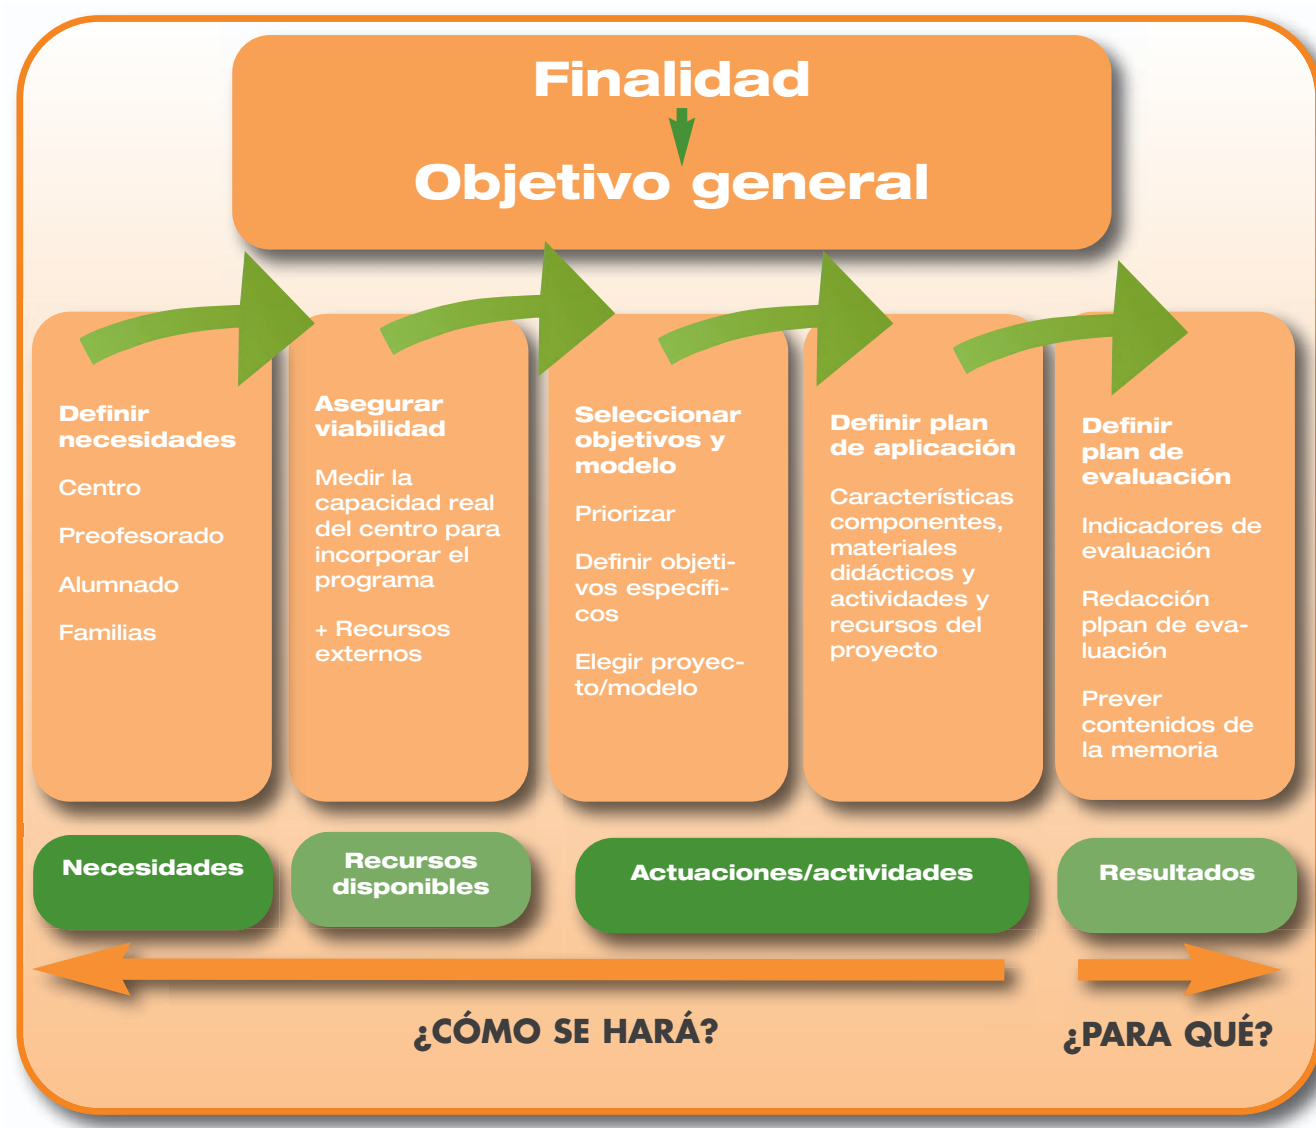 Finalidad
Objetivo general
Definir
necesidades
Centro
Preofesorado
Alumnado
Familias
Asegurar
viabilidad
Medir la
capacidad real
del centro para
incorporar el
programa
+ Recursos
externos
Seleccionar
objetivos y
modelo
Priorizar
Definir objeti-
vos específi-
cos
Elegir proyec-
to/modelo
Definir plan
de aplicación
Características
componentes,
materiales
didácticos y
actividades y
recursos del
proyecto
Definir
plan de
evaluación
Indicadores de
evaluación
Redacción
plpan de eva-
luación
Prever
contenidos de
la memoria
Necesidades
Recursos
disponibles
Actuaciones/actividades
Resultados
¿CÓMO SE HARÁ?
¿PARA QUÉ?